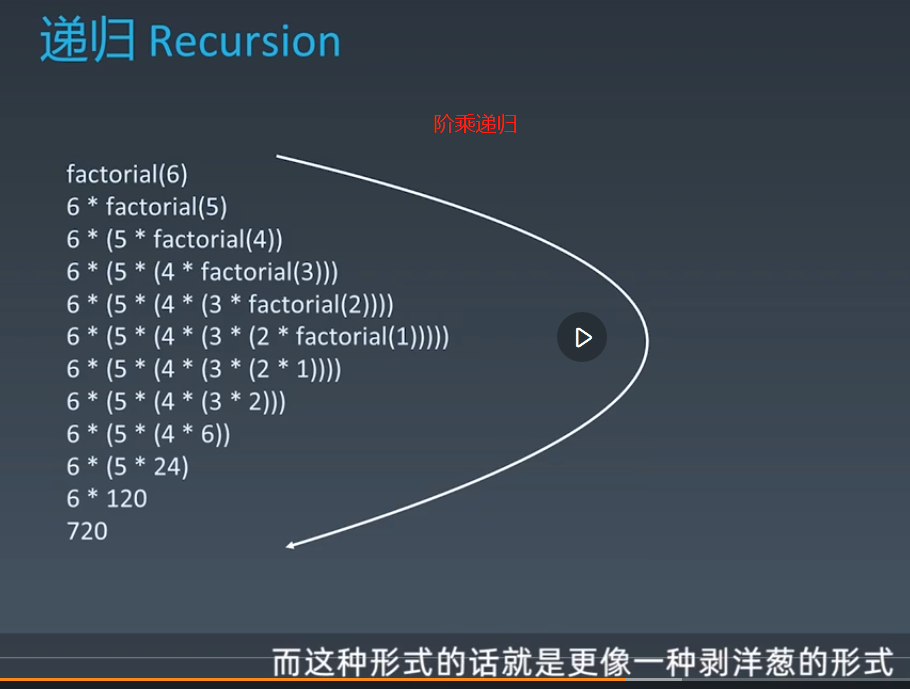 递归 Recursion
阶乘递归
factorial(6)
6 * factorial(5)
6 * (5 * factorial(4))
6 * (5 * (4 * factorial(3)))
6 * (5 * (4 * (3 * factorial(2))))
6 * (5 * (4 * (3 * (2 * factorial(1)))))
6 * (5 * (4 * (3 * (2 * 1))))
6 * (5 * (4 * (3 * 2)))
6 * (5 * (4 * 6))
6 * (5 * 24)
6 * 120
720
而这种形式的话就是更像一种剥洋葱的形式